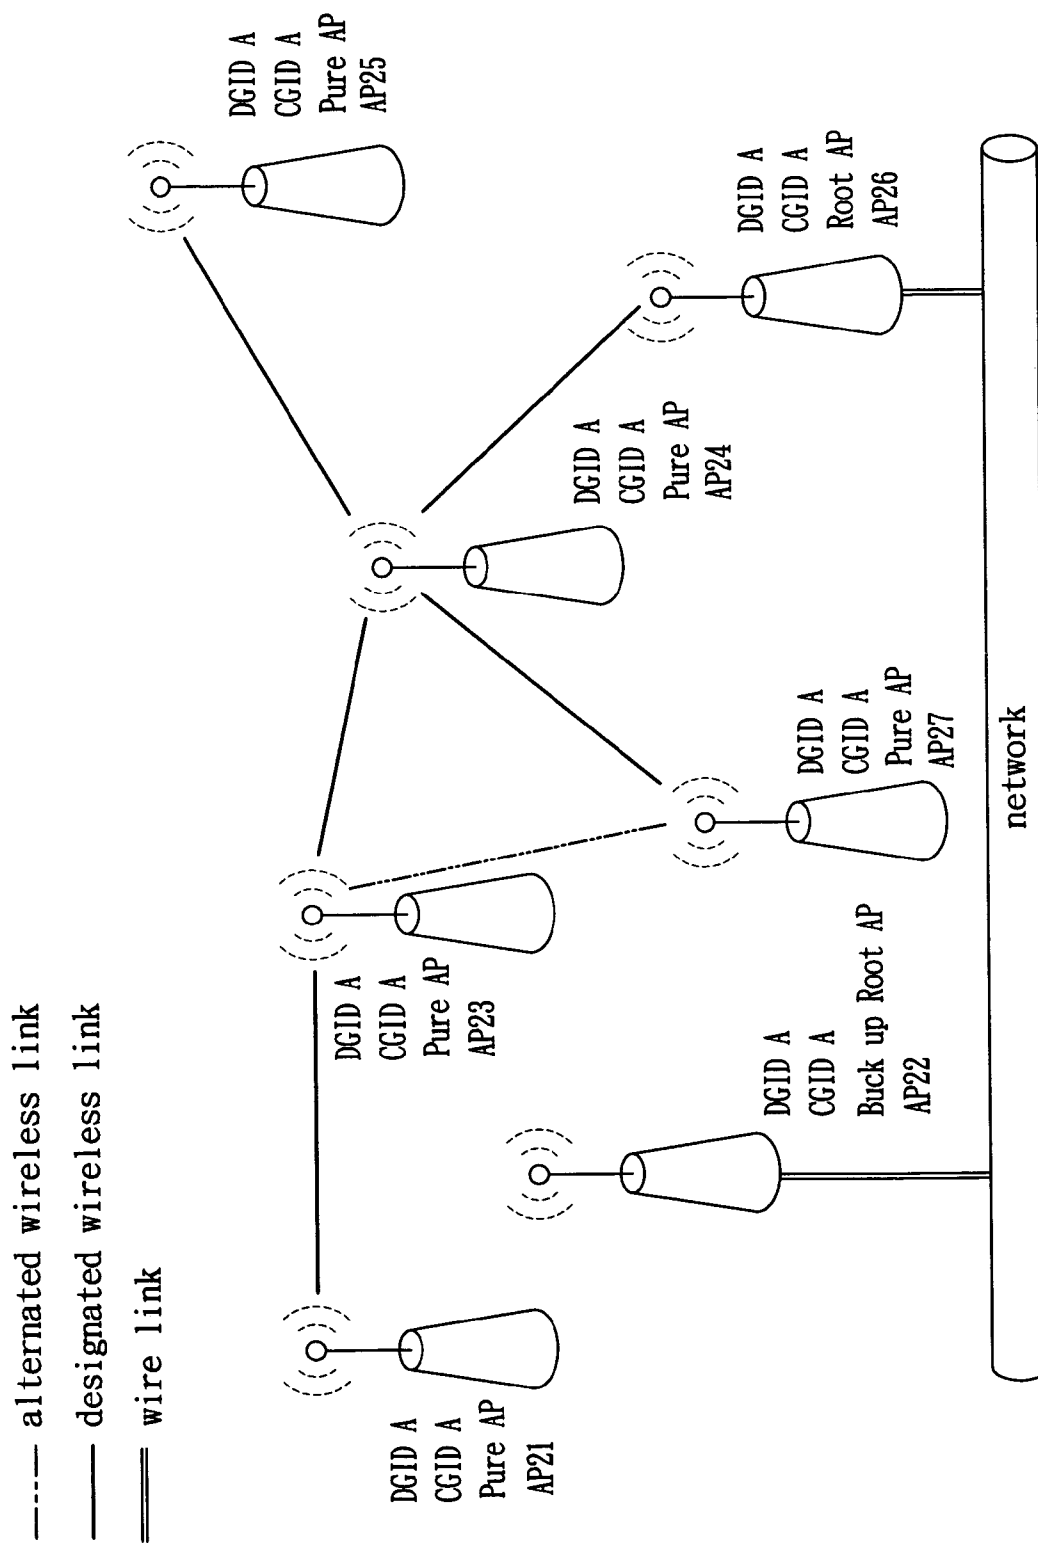 alternated wireless link
designated wireless link
wire link
DGID A
CGID A
Pure AP
AP21
DGID A
CGID A
Buck up Root AP
AP22
DGID A
CGID A
Pure AP
AP23
DGID A
CGID A
Pure AP
AP27
DGID A
CGID A
Pure AP
AP24
DGID A
CGID A
Pure AP
AP25
DGID A
CGID A
Root AP
AP26
network